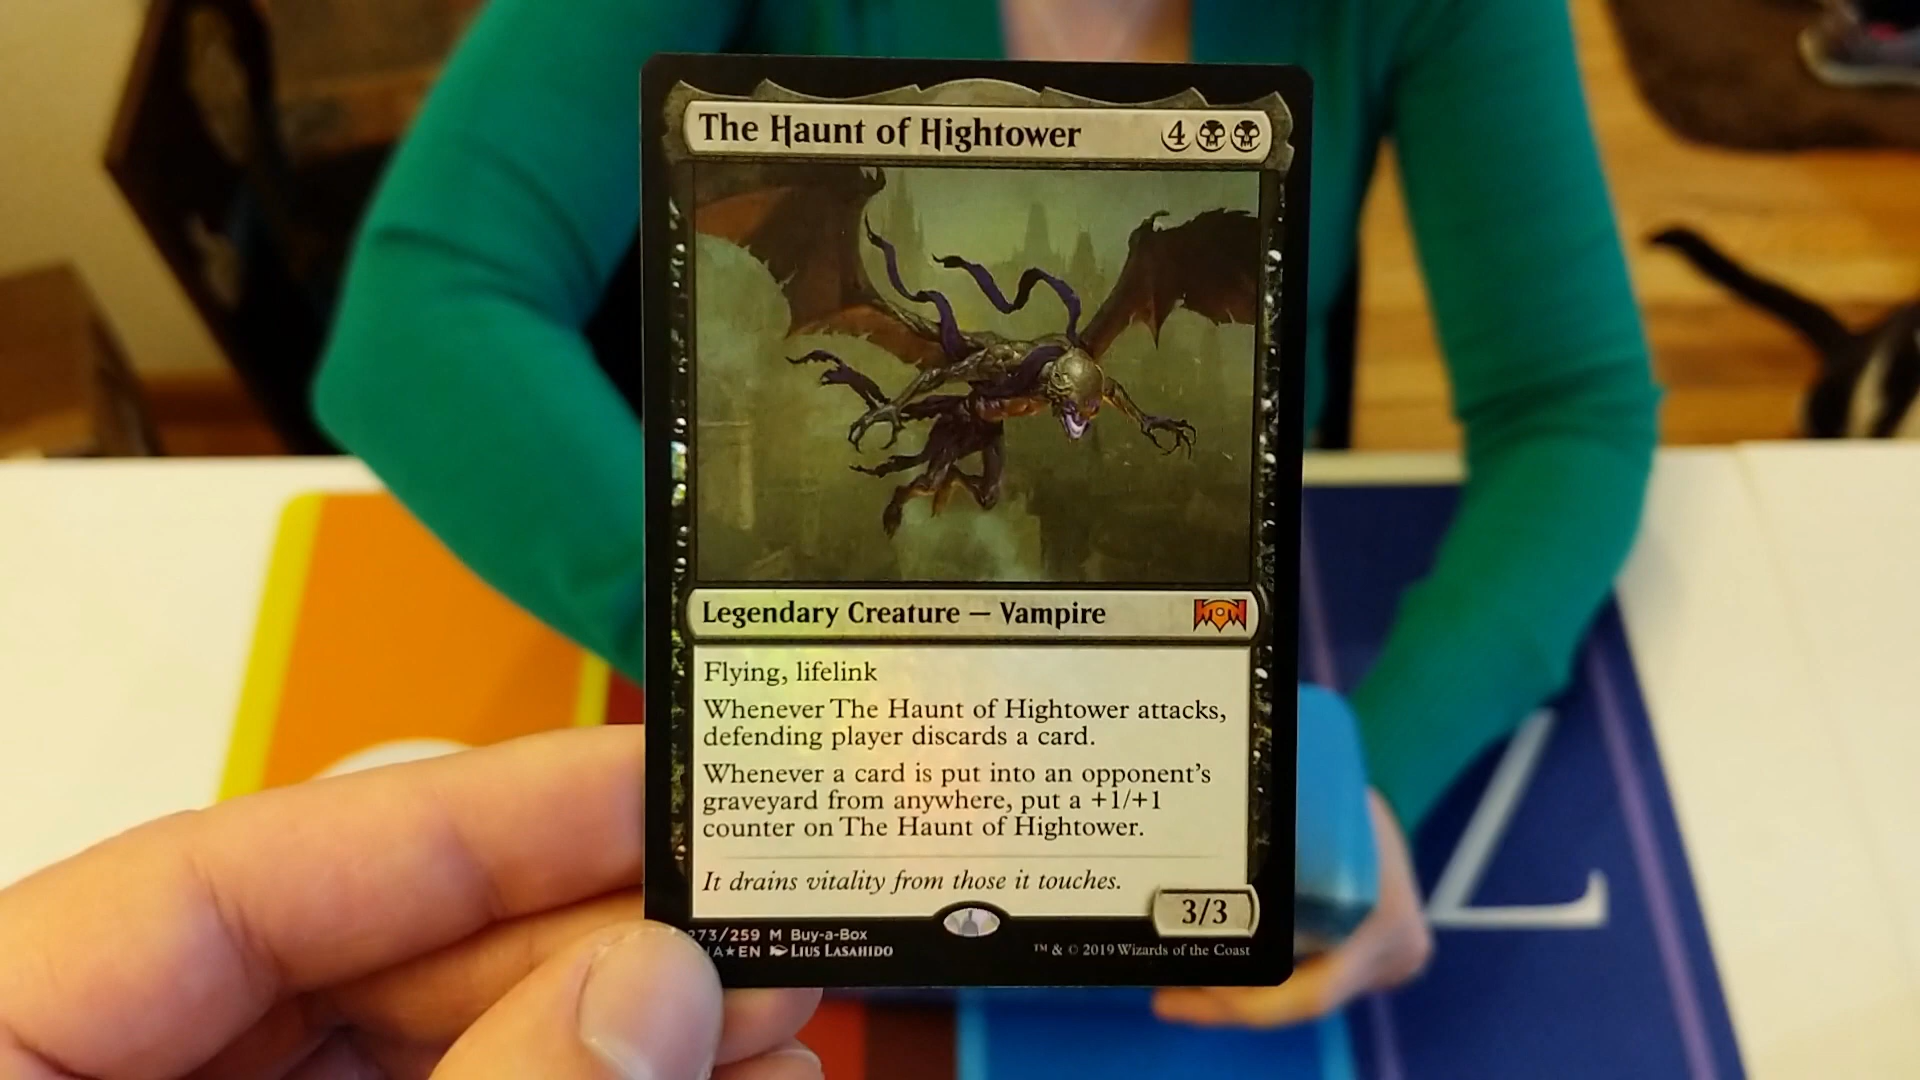 The Haunt of Hightower 4
Legendary Creature — Vampire
Flying, lifelink
Whenever The Haunt of Hightower attacks,
defending player discards a card.
Whenever a card is put into an opponent's
graveyard from anywhere, put a +1/+1
counter on The Haunt of Hightower.
It drains vitality from those it touches.
3/3
273/259 M Buy-a-Box
EN Lius Lasahido
™ & © 2019 Wizards of the Coast